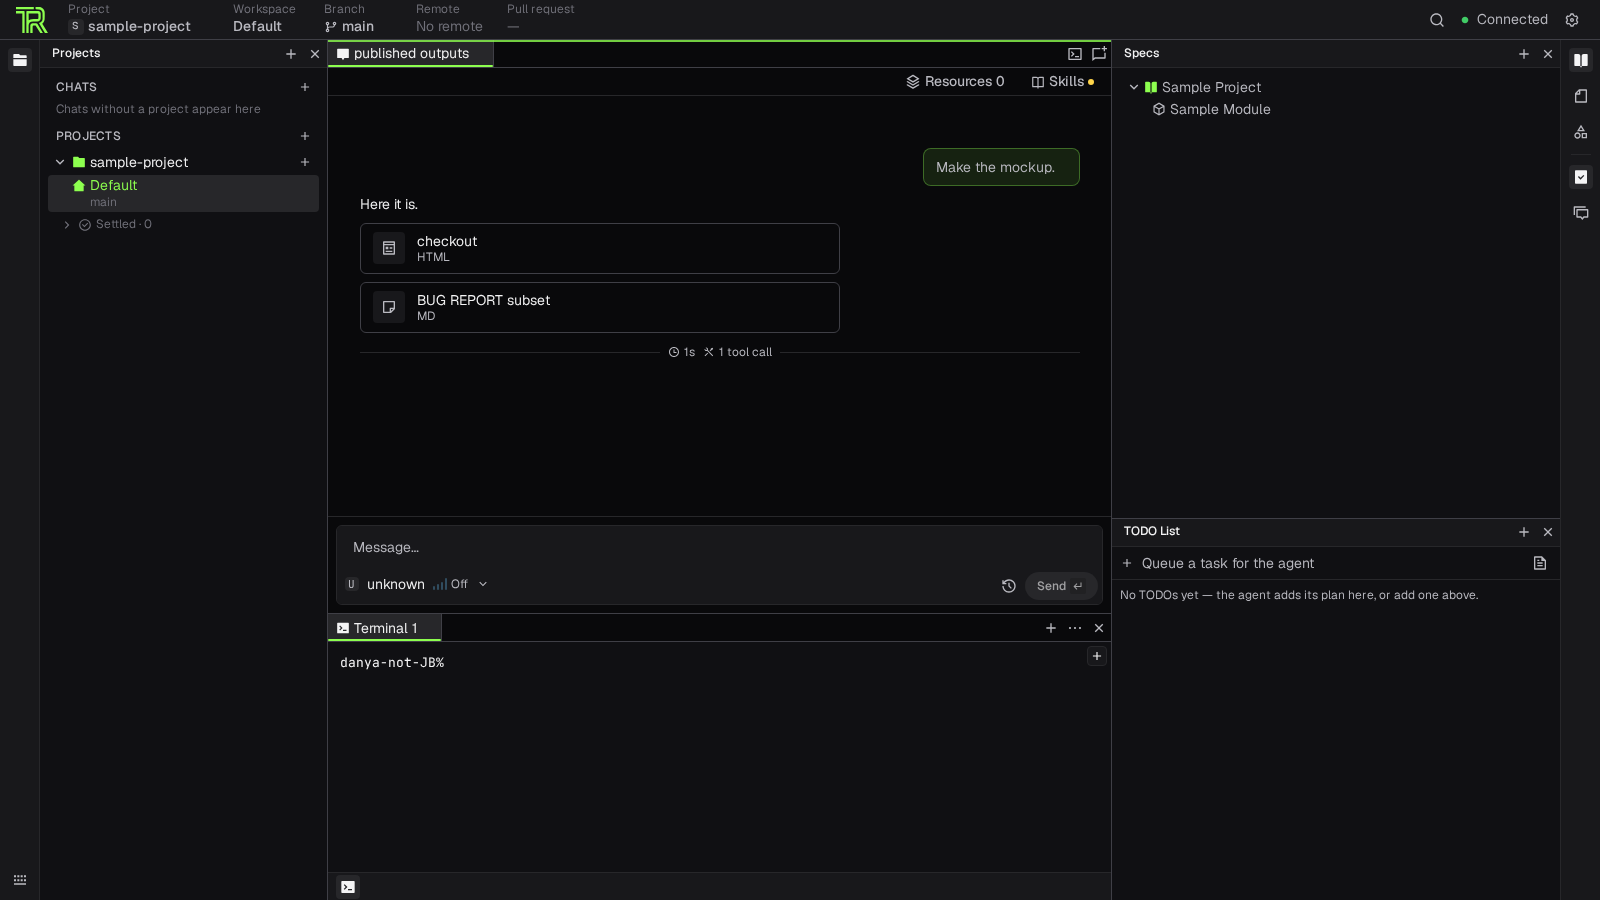 TR
Project
S sample-project
Workspace
Default
Branch
main
Remote
No remote
Pull request
—
Connected
Projects
CHATS
Chats without a project appear here
PROJECTS
sample-project
Default
main
Settled · 0
published outputs
Resources 0
Skills
Make the mockup.
Here it is.
checkout
HTML
BUG REPORT subset
MD
1s 1 tool call
Message...
U unknown Off
Send
Terminal 1
danya-not-JB%
Specs
Sample Project
Sample Module
TODO List
Queue a task for the agent
No TODOs yet — the agent adds its plan here, or add one above.